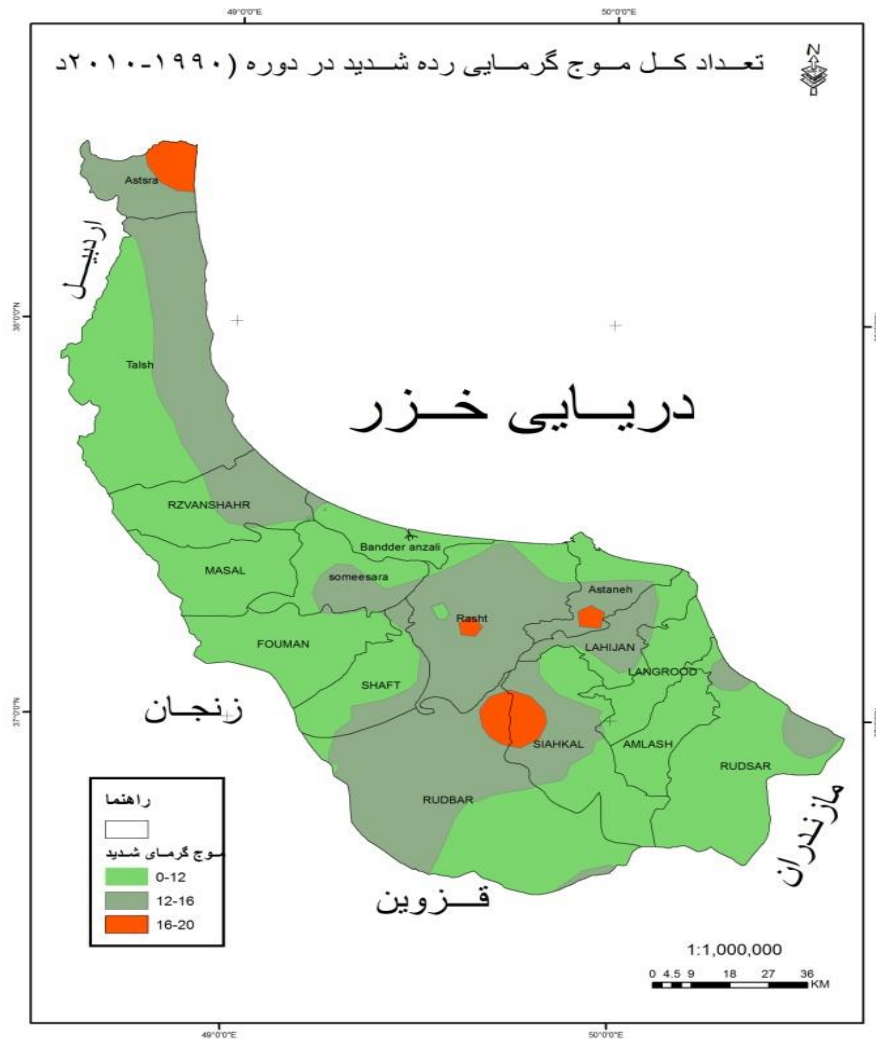 49°0'0"E 50°0'0"E
تعداد کل موج گرمایی رده شدید در دوره (۱۹۹۰-۲۰۱۰د
N
Astsra
اردبیل
38°0'0"N
Talsh
دریایی خزر
RZVANSHAHR
Bandder anzali
MASAL
someesara
Astaneh
Rasht
FOUMAN
LAHIJAN
SHAFT
LANGROOD
زنجان
37°0'0"N
SIAHKAL
AMLASH
RUDSAR
RUDBAR
مازندران
راهنما
موج گرمای شدید
0-12
12-16
16-20
قزوین
1:1,000,000
0 4.5 9 18 27 36
KM
49°0'0"E 50°0'0"E